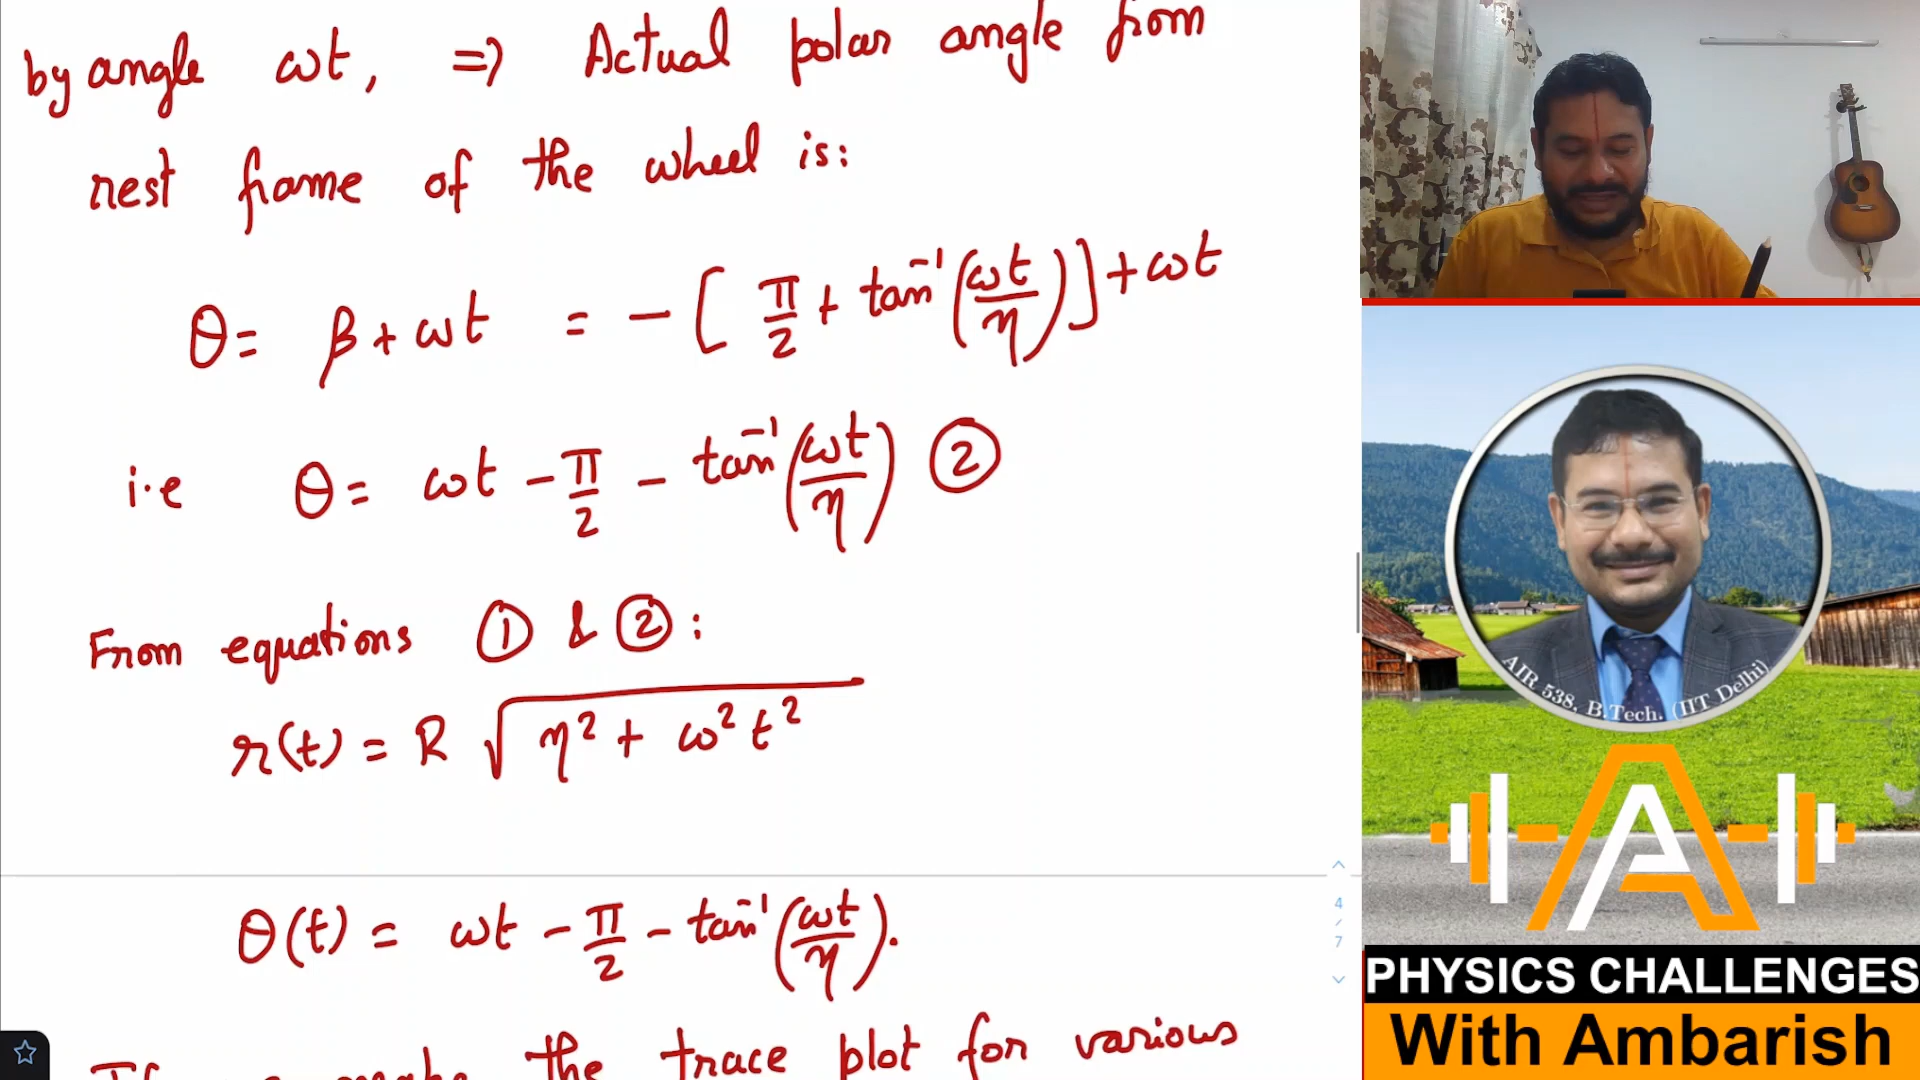 by angle ωt, ⇒ Actual polar angle from
rest frame of the wheel is:
θ = β + ωt = − [ π/2 + tan⁻¹(ωt/η) ] + ωt
i.e θ = ωt − π/2 − tan⁻¹(ωt/η) ②
From equations ① & ②:
r(t) = R √(η² + ω²t²)
θ(t) = ωt − π/2 − tan⁻¹(ωt/η).
the trace plot for various
4
/
7
AIR 538, B.Tech. (IIT Delhi)
A
PHYSICS CHALLENGES
With Ambarish